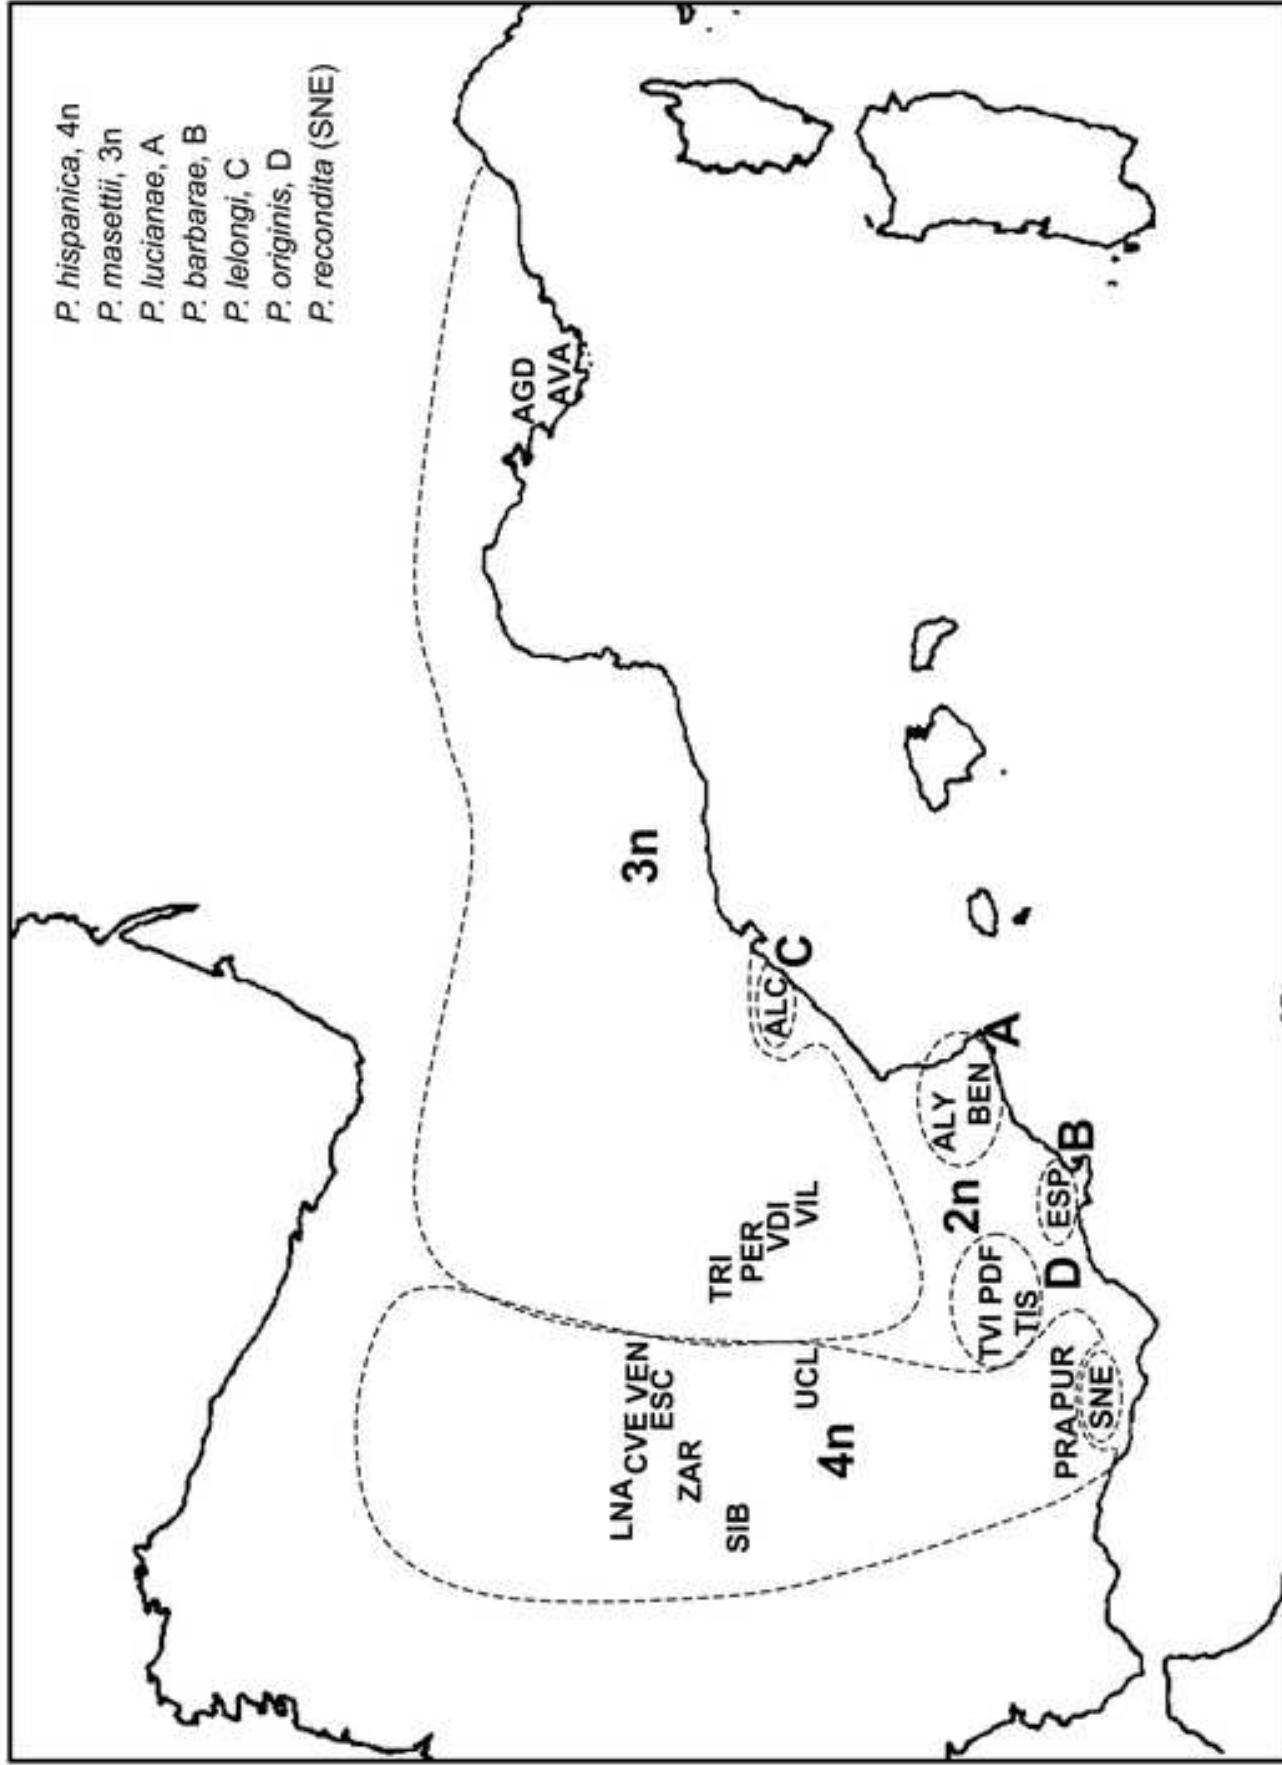 P. hispanica, 4n
P. masettii, 3n
P. lucianae, A
P. barbarae, B
P. lelongi, C
P. originis, D
P. recondita (SNE)
AGD
AVA
3n
ALC
C
TRI
PER
VDI
VIL
LNA CVE VEN
ESC
ZAR
SIB
UCL
4n
ALY
BEN
A
2n
ESP
B
TVI PDF
TIS
D
PRA PUR
SNE